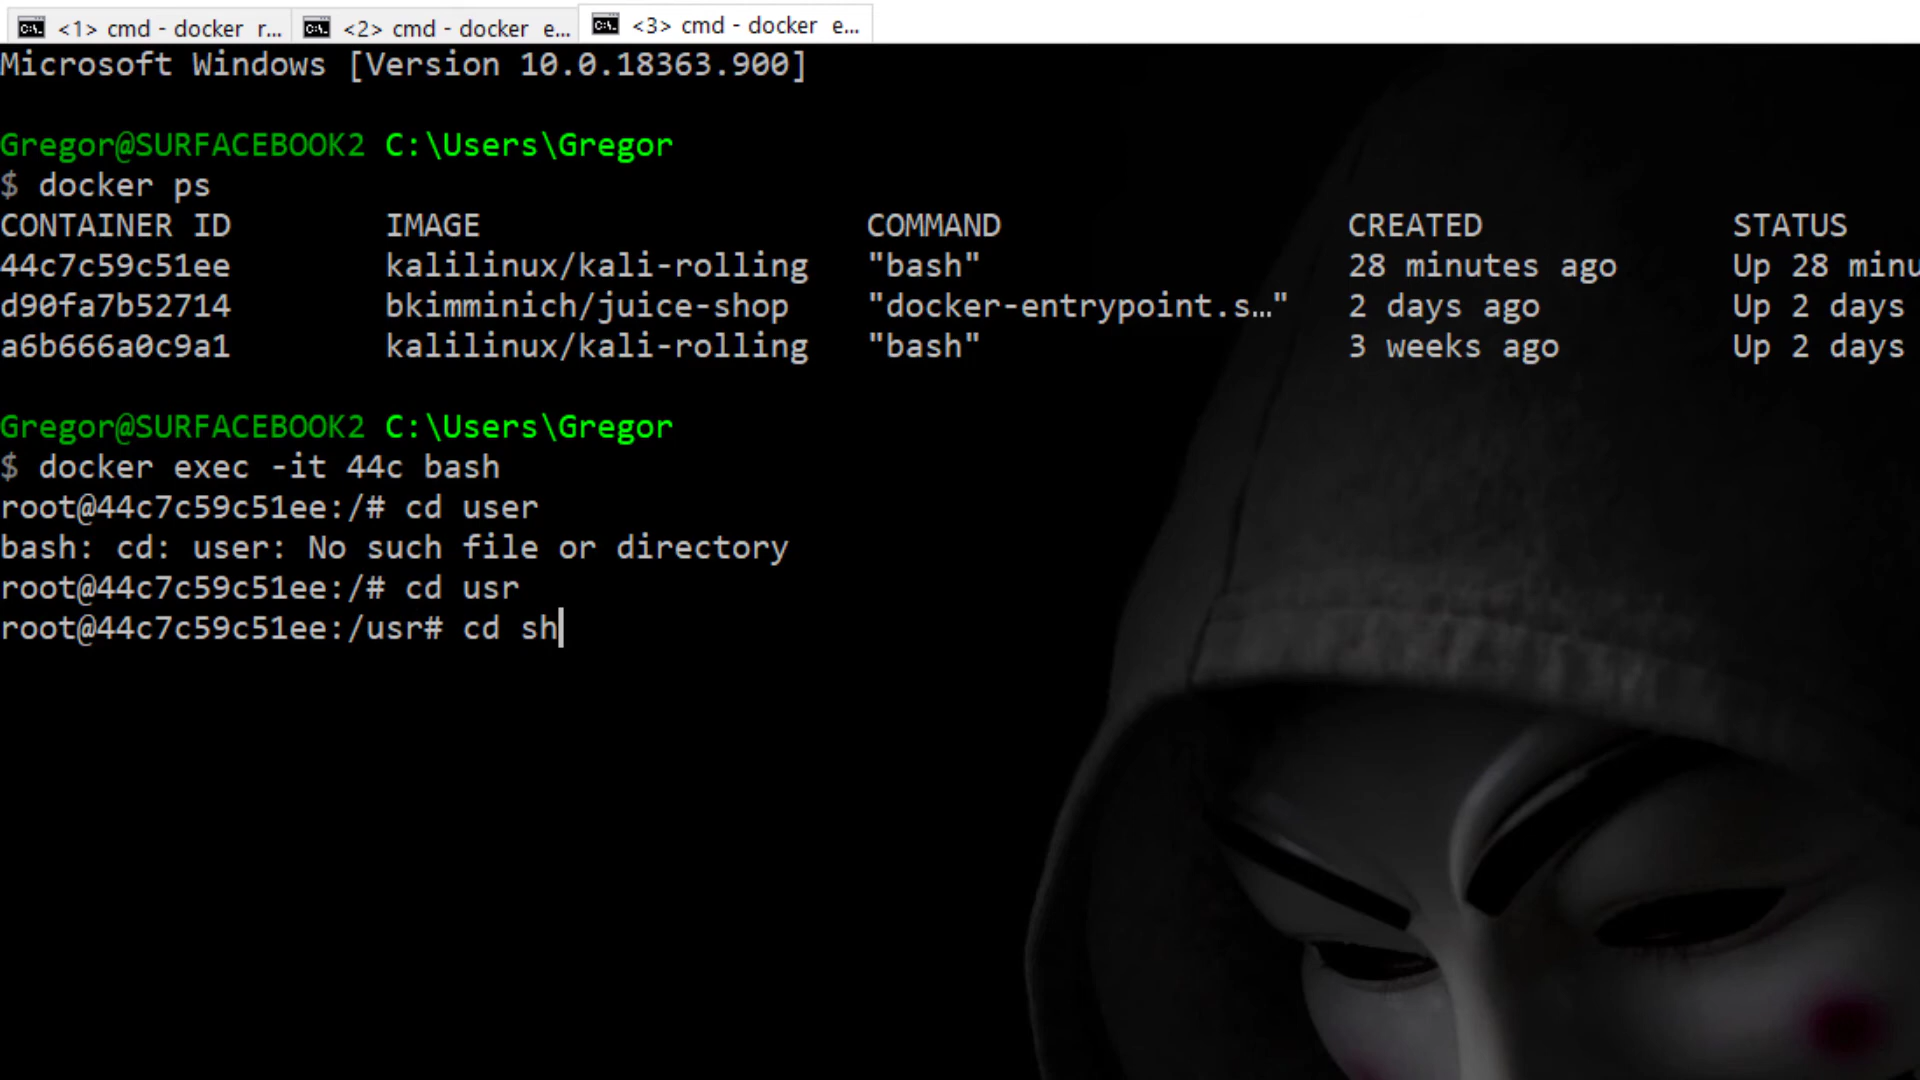 <1> cmd - docker r... <2> cmd - docker e... <3> cmd - docker e...
Microsoft Windows [Version 10.0.18363.900]
Gregor@SURFACEBOOK2 C:\Users\Gregor
$ docker ps
CONTAINER ID IMAGE COMMAND CREATED STATUS
44c7c59c51ee kalilinux/kali-rolling "bash" 28 minutes ago Up 28 minu
d90fa7b52714 bkimminich/juice-shop "docker-entrypoint.s…" 2 days ago Up 2 days
a6b666a0c9a1 kalilinux/kali-rolling "bash" 3 weeks ago Up 2 days
Gregor@SURFACEBOOK2 C:\Users\Gregor
$ docker exec -it 44c bash
root@44c7c59c51ee:/# cd user
bash: cd: user: No such file or directory
root@44c7c59c51ee:/# cd usr
root@44c7c59c51ee:/usr# cd sh